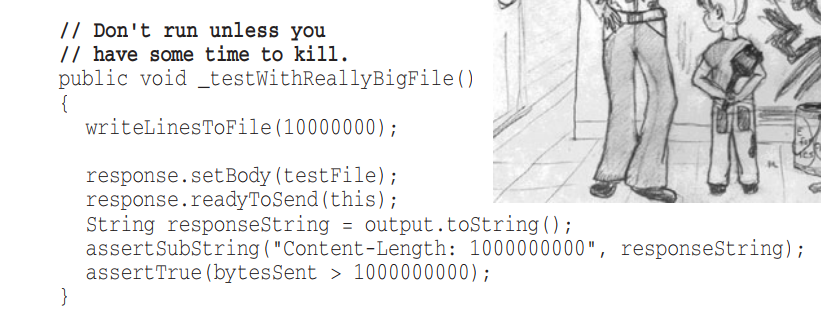 // Don't run unless you
// have some time to kill.
public void _testWithReallyBigFile()
{
writeLinesToFile(10000000);
response.setBody(testFile);
response.readyToSend(this);
String responseString = output.toString();
assertSubString("Content-Length: 1000000000", responseString);
assertTrue(bytesSent > 1000000000);
}